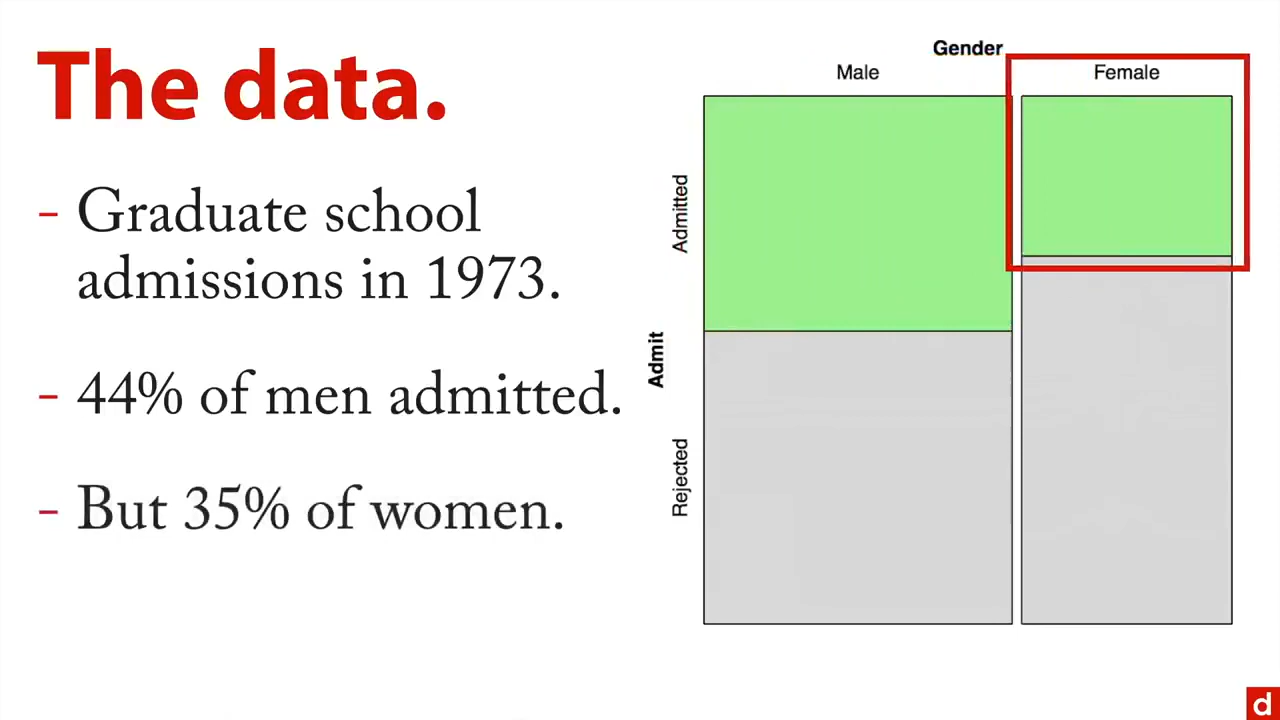 The data.
- Graduate school
admissions in 1973.
- 44% of men admitted.
- But 35% of women.
Gender
Male
Female
Admit
Admitted
Rejected
d